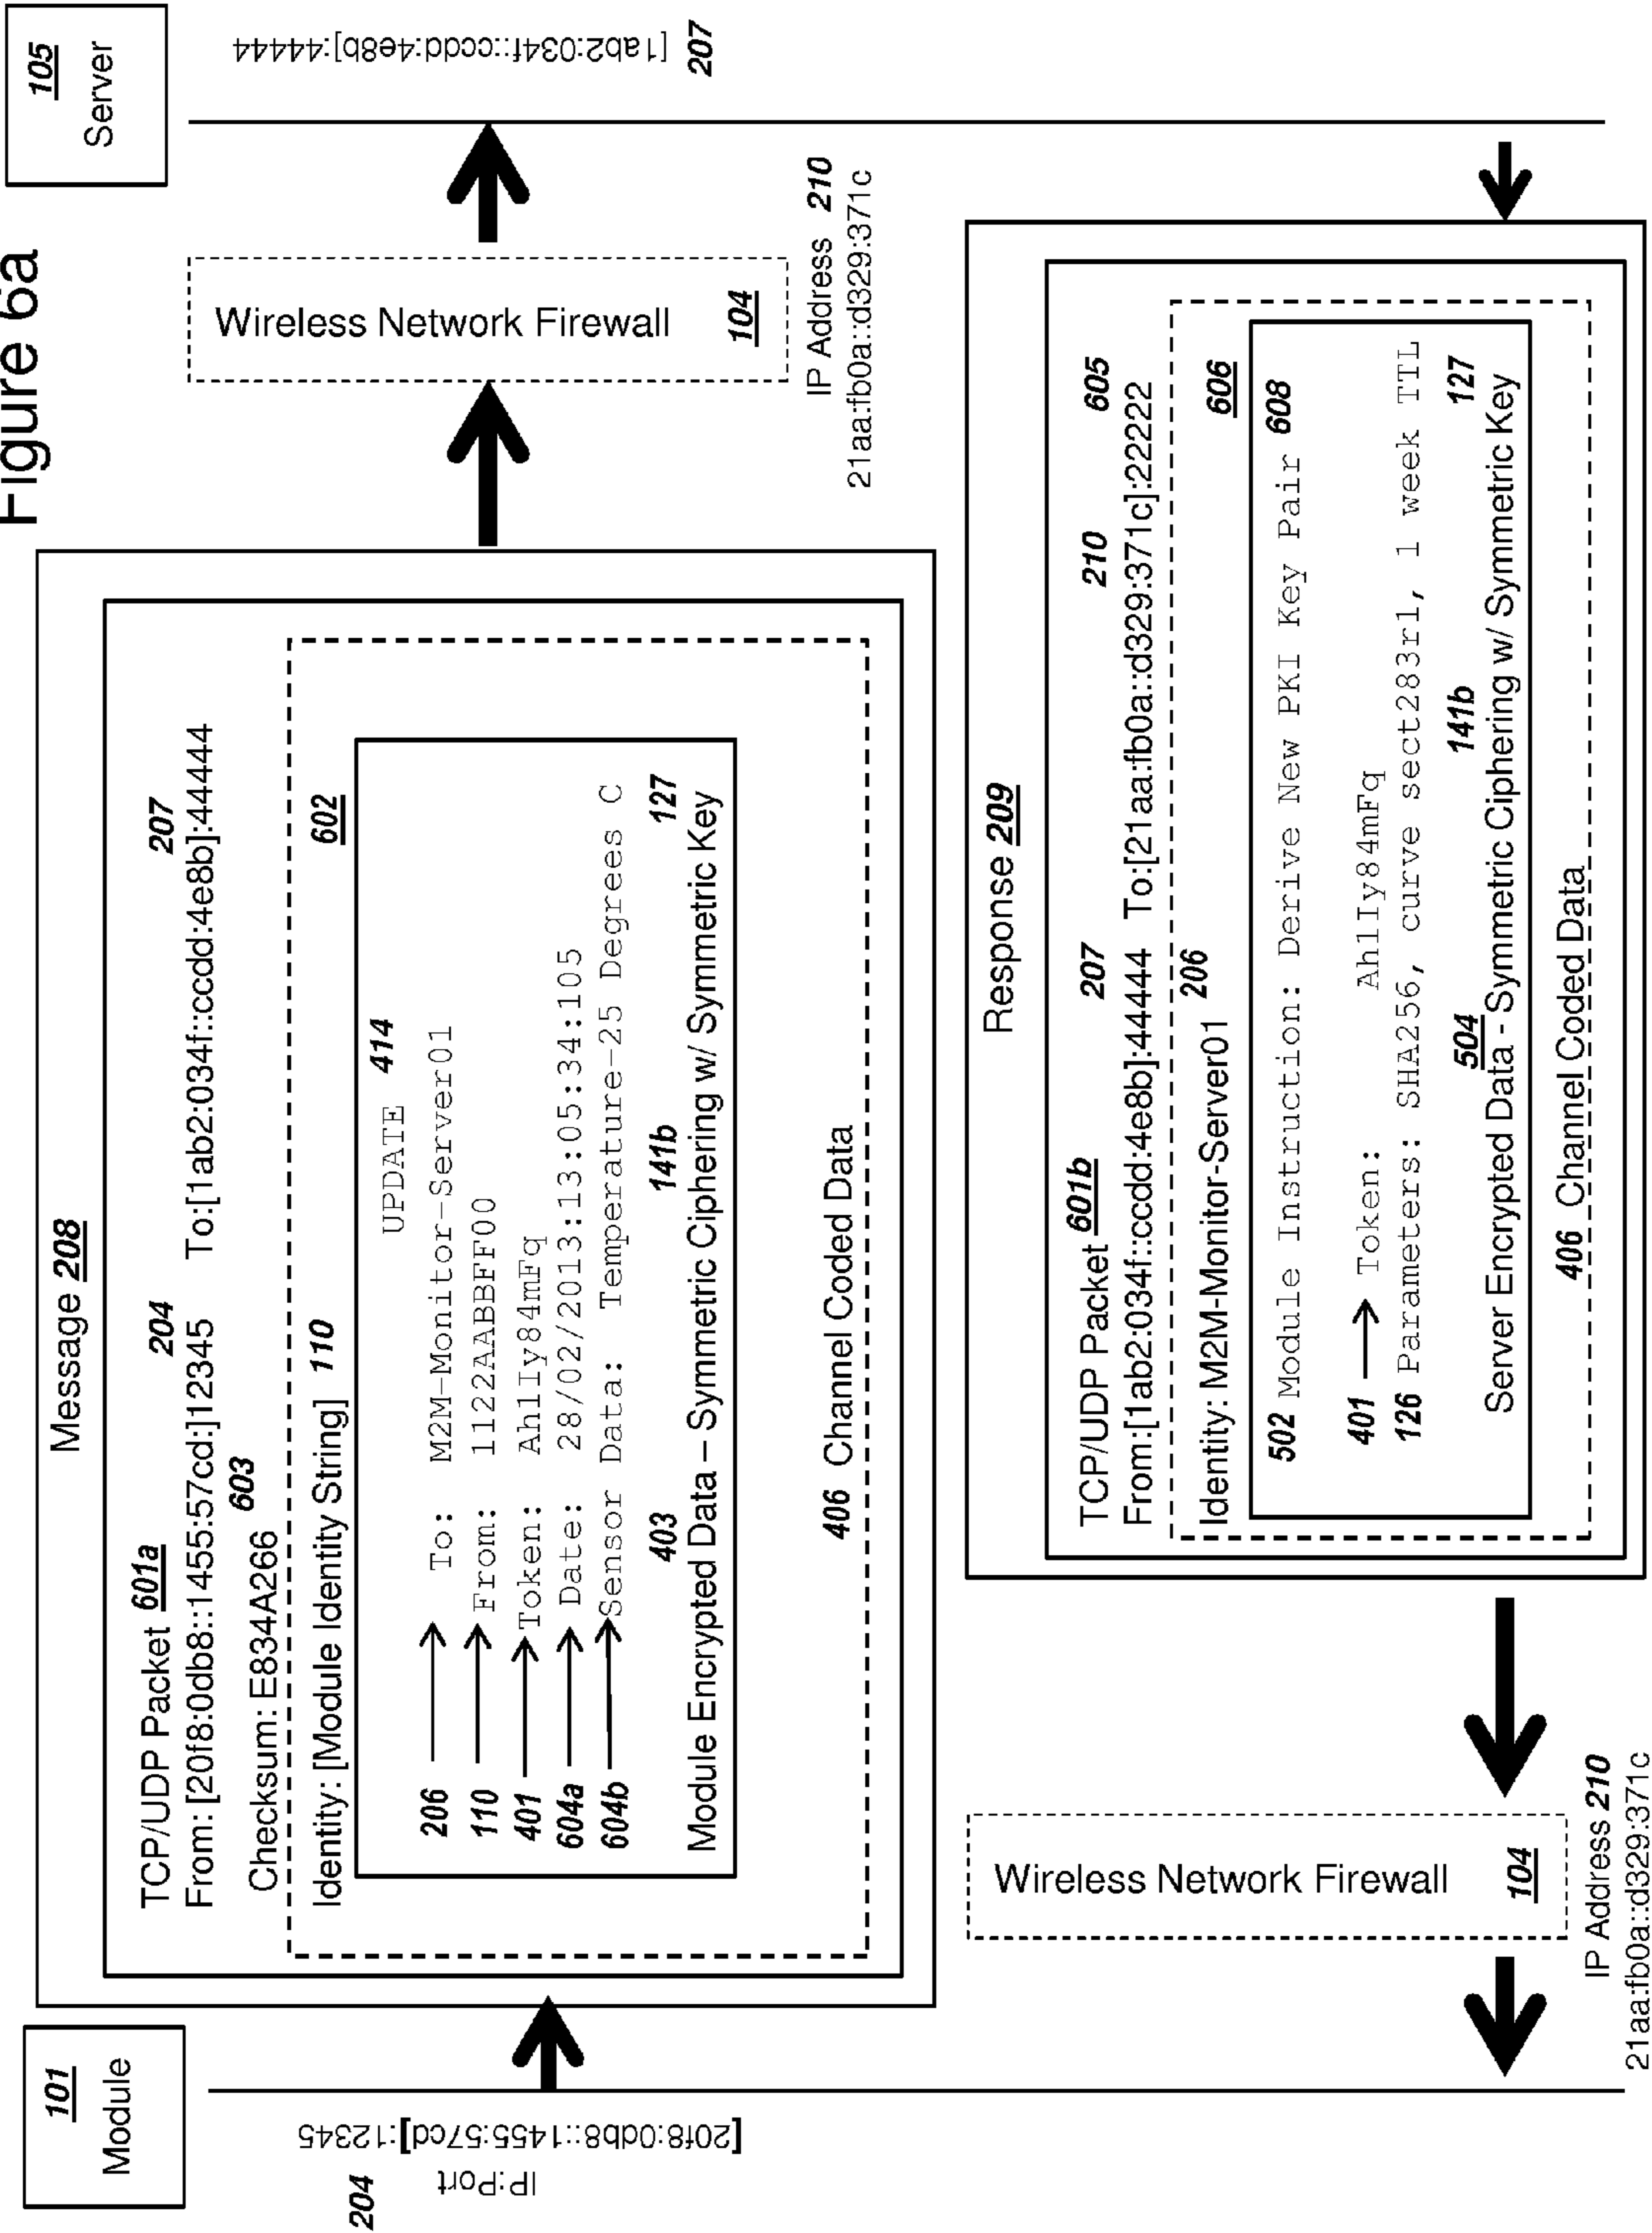 Figure 6a
101
Module
105
Server
Message 208
TCP/UDP Packet 601a
204
207
From: [20f8:0db8::1455:57cd:]12345 To:[1ab2:034f::ccdd:4e8b]:44444
603
Checksum: E834A266
Identity: [Module Identity String] 110
602
UPDATE 414
206 To: M2M-Monitor-Server01
110 From: 1122AABBFF00
401 Token: Ah1Iy84mFq
604a Date: 28/02/2013:13:05:34:105
604b Sensor Data: Temperature-25 Degrees C
403 141b 127
Module Encrypted Data – Symmetric Ciphering w/ Symmetric Key
406 Channel Coded Data
204
IP:Port
[20f8:0db8::1455:57cd]:12345
Wireless Network Firewall
104
IP Address 210
21aa:fb0a::d329:371c
[1ab2:034f::ccdd:4e8b]:44444
207
Response 209
TCP/UDP Packet 601b
207 210 605
From:[1ab2:034f::ccdd:4e8b]:44444 To:[21aa:fb0a::d329:371c]:22222
206
Identity: M2M-Monitor-Server01
606
502 Module Instruction: Derive New PKI Key Pair 608
401 Token: Ah1Iy84mFq
126 Parameters: SHA256, curve sect283r1, 1 week TTL
504 141b 127
Server Encrypted Data - Symmetric Ciphering w/ Symmetric Key
406 Channel Coded Data
Wireless Network Firewall
104
IP Address 210
21aa:fb0a::d329:371c